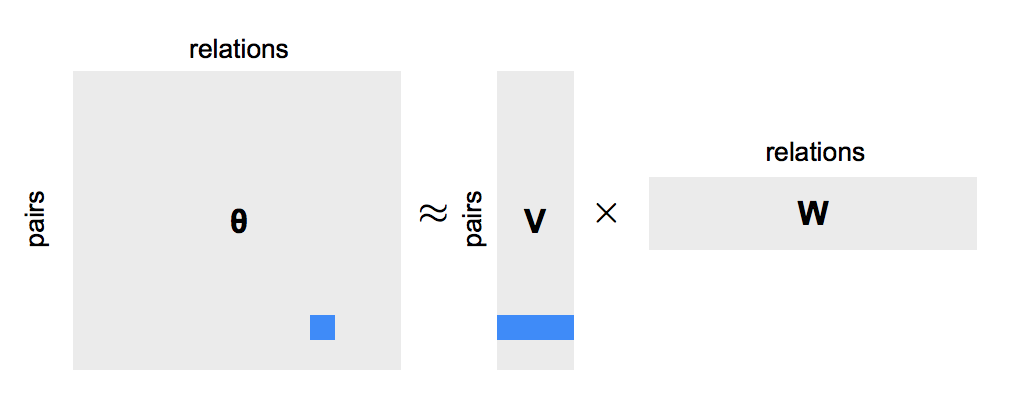 relations
pairs
θ
≈
pairs
V
×
relations
W